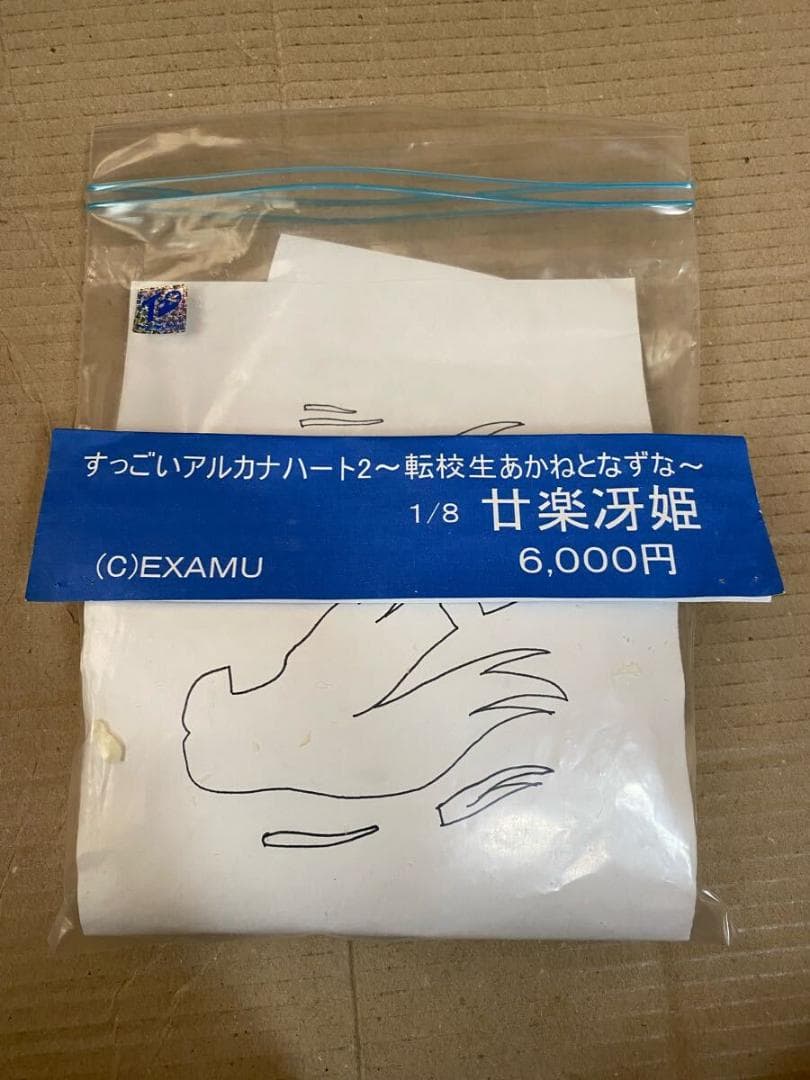 すっごいアルカナハート2～転校生あかねとなずな～
1/8 廿楽冴姫
(C)EXAMU 6,000円